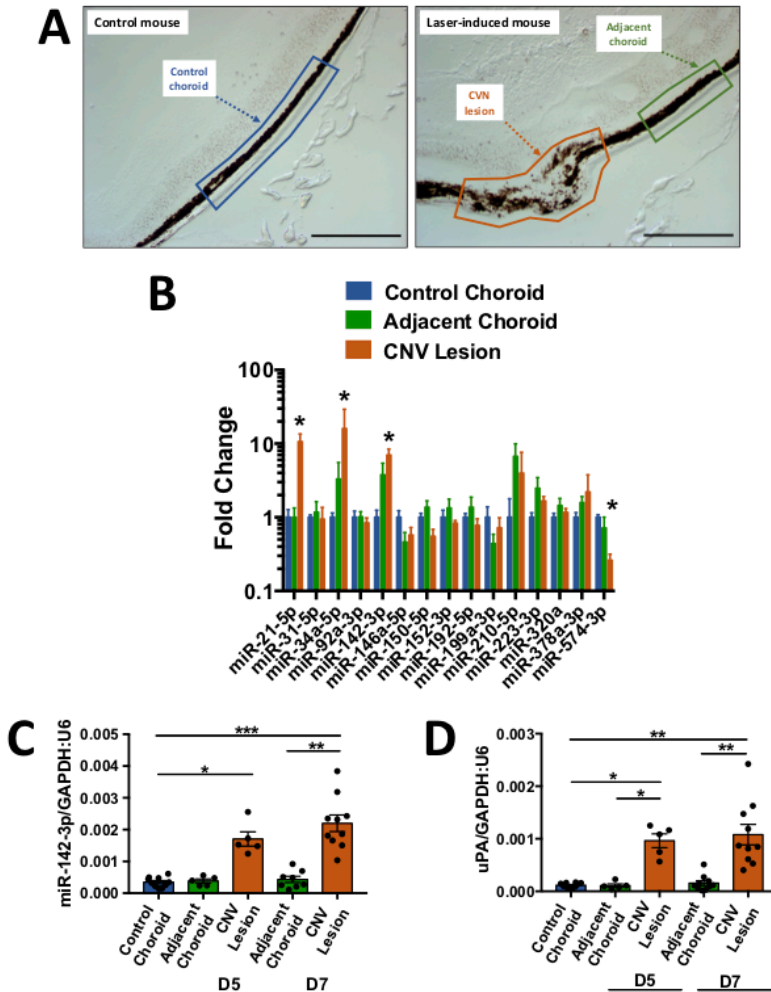 A
Control mouse
Control
choroid
Laser-induced mouse
Adjacent
choroid
CVN
lesion
B
Control Choroid
Adjacent Choroid
CNV Lesion
Fold Change
100
10
1
0.1
*
*
*
*
miR-21-5p
miR-31-5p
miR-34a-5p
miR-92a-3p
miR-142-3p
miR-146a-5p
miR-150-5p
miR-152-3p
miR-192-5p
miR-199a-3p
miR-210-5p
miR-223-3p
miR-320a
miR-378a-3p
miR-574-3p
C
miR-142-3p/GAPDH:U6
0.005
0.004
0.003
0.002
0.001
0.000
***
**
*
Control
Choroid
Adjacent
Choroid
CNV
Lesion
Adjacent
Choroid
CNV
Lesion
D5
D7
D
uPA/GAPDH:U6
0.003
0.002
0.001
0.000
**
**
*
*
Control
Choroid
Adjacent
Choroid
CNV
Lesion
Adjacent
Choroid
CNV
Lesion
D5
D7